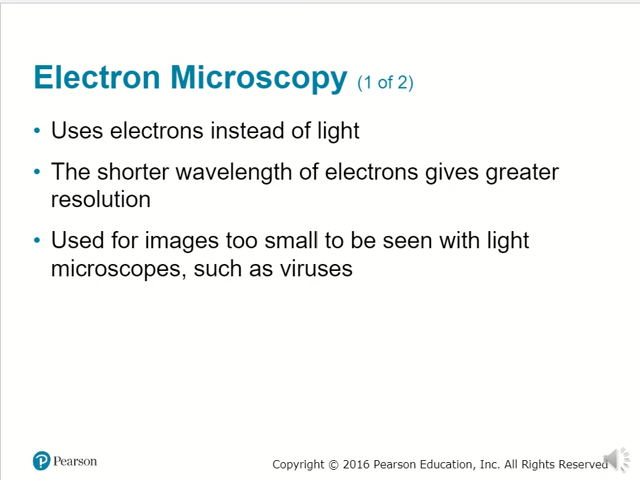 Electron Microscopy (1 of 2)
• Uses electrons instead of light
• The shorter wavelength of electrons gives greater
resolution
• Used for images too small to be seen with light
microscopes, such as viruses
Pearson
Copyright © 2016 Pearson Education, Inc. All Rights Reserved